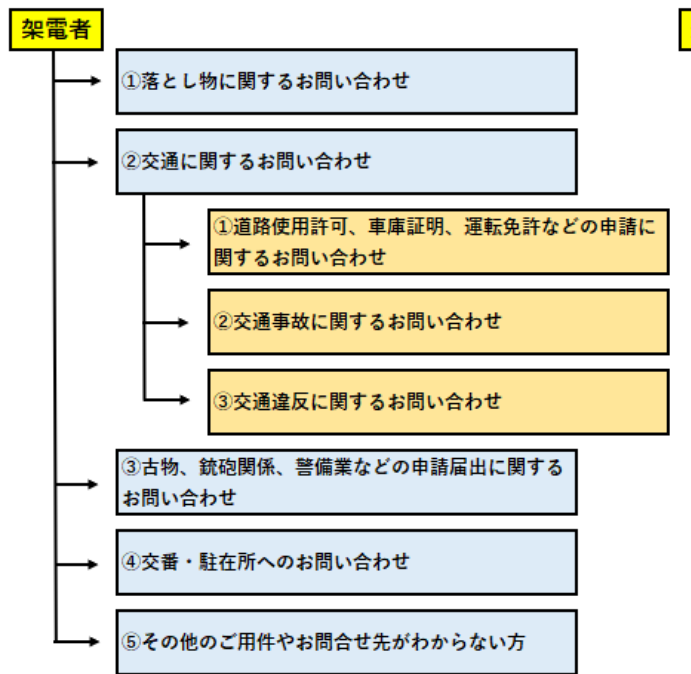 架電者
①落とし物に関するお問い合わせ
②交通に関するお問い合わせ
①道路使用許可、車庫証明、運転免許などの申請に
関するお問い合わせ
②交通事故に関するお問い合わせ
③交通違反に関するお問い合わせ
③古物、銃砲関係、警備業などの申請届出に関する
お問い合わせ
④交番・駐在所へのお問い合わせ
⑤その他のご用件やお問合せ先がわからない方